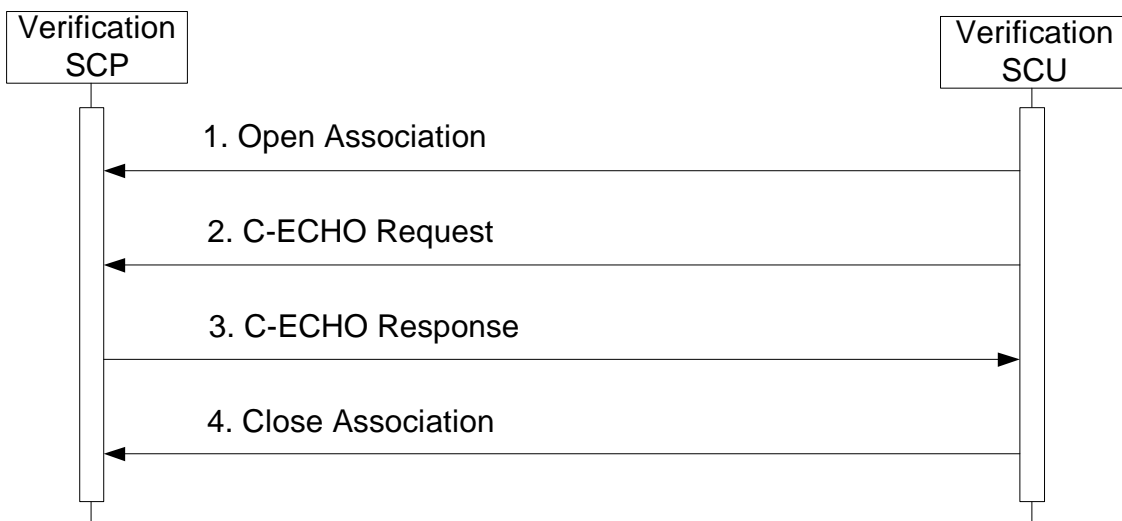 Verification
SCP
Verification
SCU
1. Open Association
2. C-ECHO Request
3. C-ECHO Response
4. Close Association